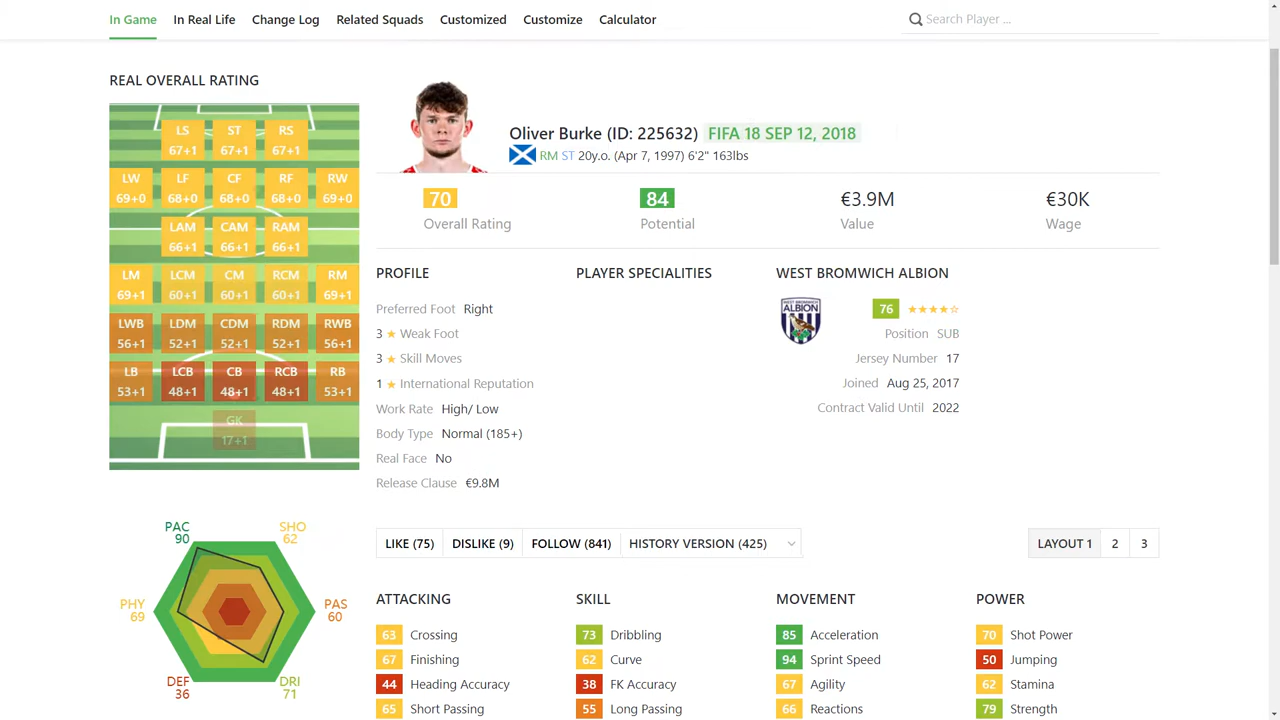 In Game In Real Life Change Log Related Squads Customized Customize Calculator Search Player ...
REAL OVERALL RATING
LS ST RS
67+1 67+1 67+1
LW LF CF RF RW
69+0 68+0 68+0 68+0 69+0
LAM CAM RAM
66+1 66+1 66+1
LM LCM CM RCM RM
69+1 60+1 60+1 60+1 69+1
LWB LDM CDM RDM RWB
56+1 52+1 52+1 52+1 56+1
LB LCB CB RCB RB
53+1 48+1 48+1 48+1 53+1
GK
17+1
Oliver Burke (ID: 225632) FIFA 18 SEP 12, 2018
RM ST 20y.o. (Apr 7, 1997) 6'2" 163lbs
70 84 €3.9M €30K
Overall Rating Potential Value Wage
PROFILE
Preferred Foot Right
3 ★ Weak Foot
3 ★ Skill Moves
1 ★ International Reputation
Work Rate High/ Low
Body Type Normal (185+)
Real Face No
Release Clause €9.8M
PLAYER SPECIALITIES
WEST BROMWICH ALBION
WEST BROMWICH
ALBION
76 ★★★★☆
Position SUB
Jersey Number 17
Joined Aug 25, 2017
Contract Valid Until 2022
PAC
90
SHO
62
PHY
69
PAS
60
DEF
36
DRI
71
LIKE (75) DISLIKE (9) FOLLOW (841) HISTORY VERSION (425) LAYOUT 1 2 3
ATTACKING
63 Crossing
67 Finishing
44 Heading Accuracy
65 Short Passing
SKILL
73 Dribbling
62 Curve
38 FK Accuracy
55 Long Passing
MOVEMENT
85 Acceleration
94 Sprint Speed
67 Agility
66 Reactions
POWER
70 Shot Power
50 Jumping
62 Stamina
79 Strength